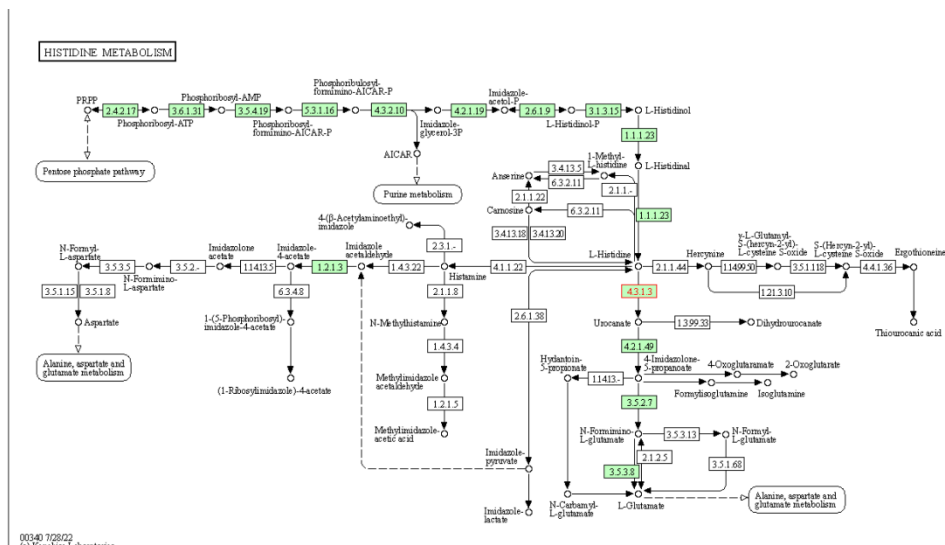 HISTIDINE METABOLISM
PRPP
2.4.2.17
Phosphoribosyl-ATP
3.6.1.31
Phosphoribosyl-AMP
3.5.4.19
Phosphoribosyl-
formimino-AICAR-P
5.3.1.16
Phosphoribulosyl-
formimino-AICAR-P
4.3.2.10
Imidazole-
glycerol-3P
4.2.1.19
Imidazole-
acetol-P
2.6.1.9
L-Histidinol-P
3.1.3.15
L-Histidinol
Pentose phosphate pathway
AICAR
Purine metabolism
1.1.1.23
L-Histidinal
1.1.1.23
Anserine
3.4.13.5
6.3.2.11
1-Methyl-
L-histidine
2.1.1.-
2.1.1.22
Carnosine
6.3.2.11
3.4.13.18
3.4.13.20
4-(β-Acetylaminoethyl)-
imidazole
2.3.1.-
N-Formyl-
L-aspartate
3.5.3.5
N-Formimino-
L-aspartate
3.5.2.-
Imidazolone
acetate
1.14.13.5
Imidazole-
4-acetate
1.2.1.3
Imidazole
acetaldehyde
1.4.3.22
Histamine
4.1.1.22
L-Histidine
2.1.1.44
Hercynine
1.14.99.50
γ-L-Glutamyl-
S-(hercyn-2-yl)-
L-cysteine S-oxide
3.5.1.118
S-(Hercyn-2-yl)-
L-cysteine S-oxide
4.4.1.36
Ergothioneine
1.21.3.10
Thiourocanic acid
3.5.1.15
3.5.1.8
Aspartate
Alanine, aspartate and
glutamate metabolism
6.3.4.8
1-(5-Phosphoribosyl)-
imidazole-4-acetate
(1-Ribosylimidazole)-4-acetate
2.1.1.8
N-Methylhistamine
1.4.3.4
Methylimidazole
acetaldehyde
1.2.1.5
Methylimidazole-
acetic acid
2.6.1.38
Imidazole-
pyruvate
Imidazole-
lactate
4.3.1.3
Urocanate
1.3.99.33
Dihydrourocanate
4.2.1.49
Hydantoin-
5-propionate
1.14.13.-
4-Imidazolone-
5-propanoate
4-Oxoglutaramate
2-Oxoglutarate
Formylisoglutamine
Isoglutamine
3.5.2.7
N-Formimino-
L-glutamate
3.5.3.13
N-Formyl-
L-glutamate
2.1.2.5
3.5.3.8
3.5.1.68
N-Carbamyl-
L-glutamate
L-Glutamate
Alanine, aspartate and
glutamate metabolism
00340 7/28/22